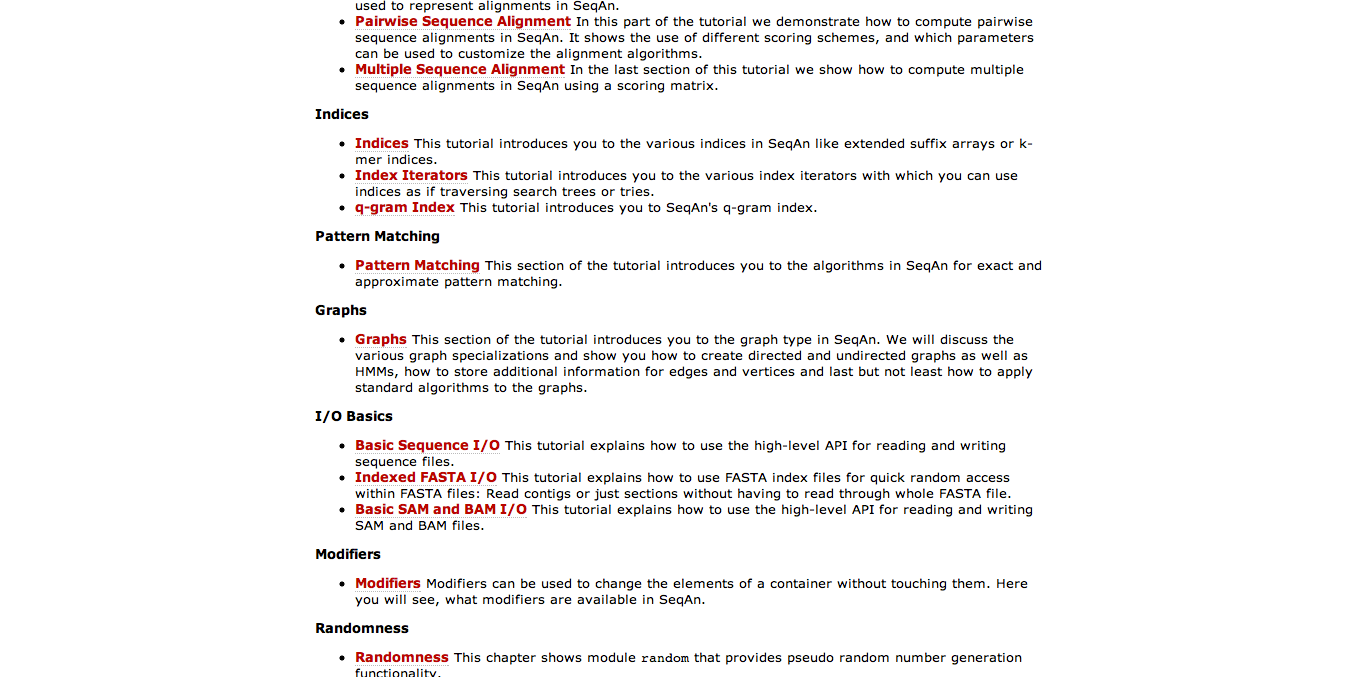 used to represent alignments in SeqAn.
• Pairwise Sequence Alignment In this part of the tutorial we demonstrate how to compute pairwise
sequence alignments in SeqAn. It shows the use of different scoring schemes, and which parameters
can be used to customize the alignment algorithms.
• Multiple Sequence Alignment In the last section of this tutorial we show how to compute multiple
sequence alignments in SeqAn using a scoring matrix.
Indices
• Indices This tutorial introduces you to the various indices in SeqAn like extended suffix arrays or k-
mer indices.
• Index Iterators This tutorial introduces you to the various index iterators with which you can use
indices as if traversing search trees or tries.
• q-gram Index This tutorial introduces you to SeqAn's q-gram index.
Pattern Matching
• Pattern Matching This section of the tutorial introduces you to the algorithms in SeqAn for exact and
approximate pattern matching.
Graphs
• Graphs This section of the tutorial introduces you to the graph type in SeqAn. We will discuss the
various graph specializations and show you how to create directed and undirected graphs as well as
HMMs, how to store additional information for edges and vertices and last but not least how to apply
standard algorithms to the graphs.
I/O Basics
• Basic Sequence I/O This tutorial explains how to use the high-level API for reading and writing
sequence files.
• Indexed FASTA I/O This tutorial explains how to use FASTA index files for quick random access
within FASTA files: Read contigs or just sections without having to read through whole FASTA file.
• Basic SAM and BAM I/O This tutorial explains how to use the high-level API for reading and writing
SAM and BAM files.
Modifiers
• Modifiers Modifiers can be used to change the elements of a container without touching them. Here
you will see, what modifiers are available in SeqAn.
Randomness
• Randomness This chapter shows module random that provides pseudo random number generation
functionality.